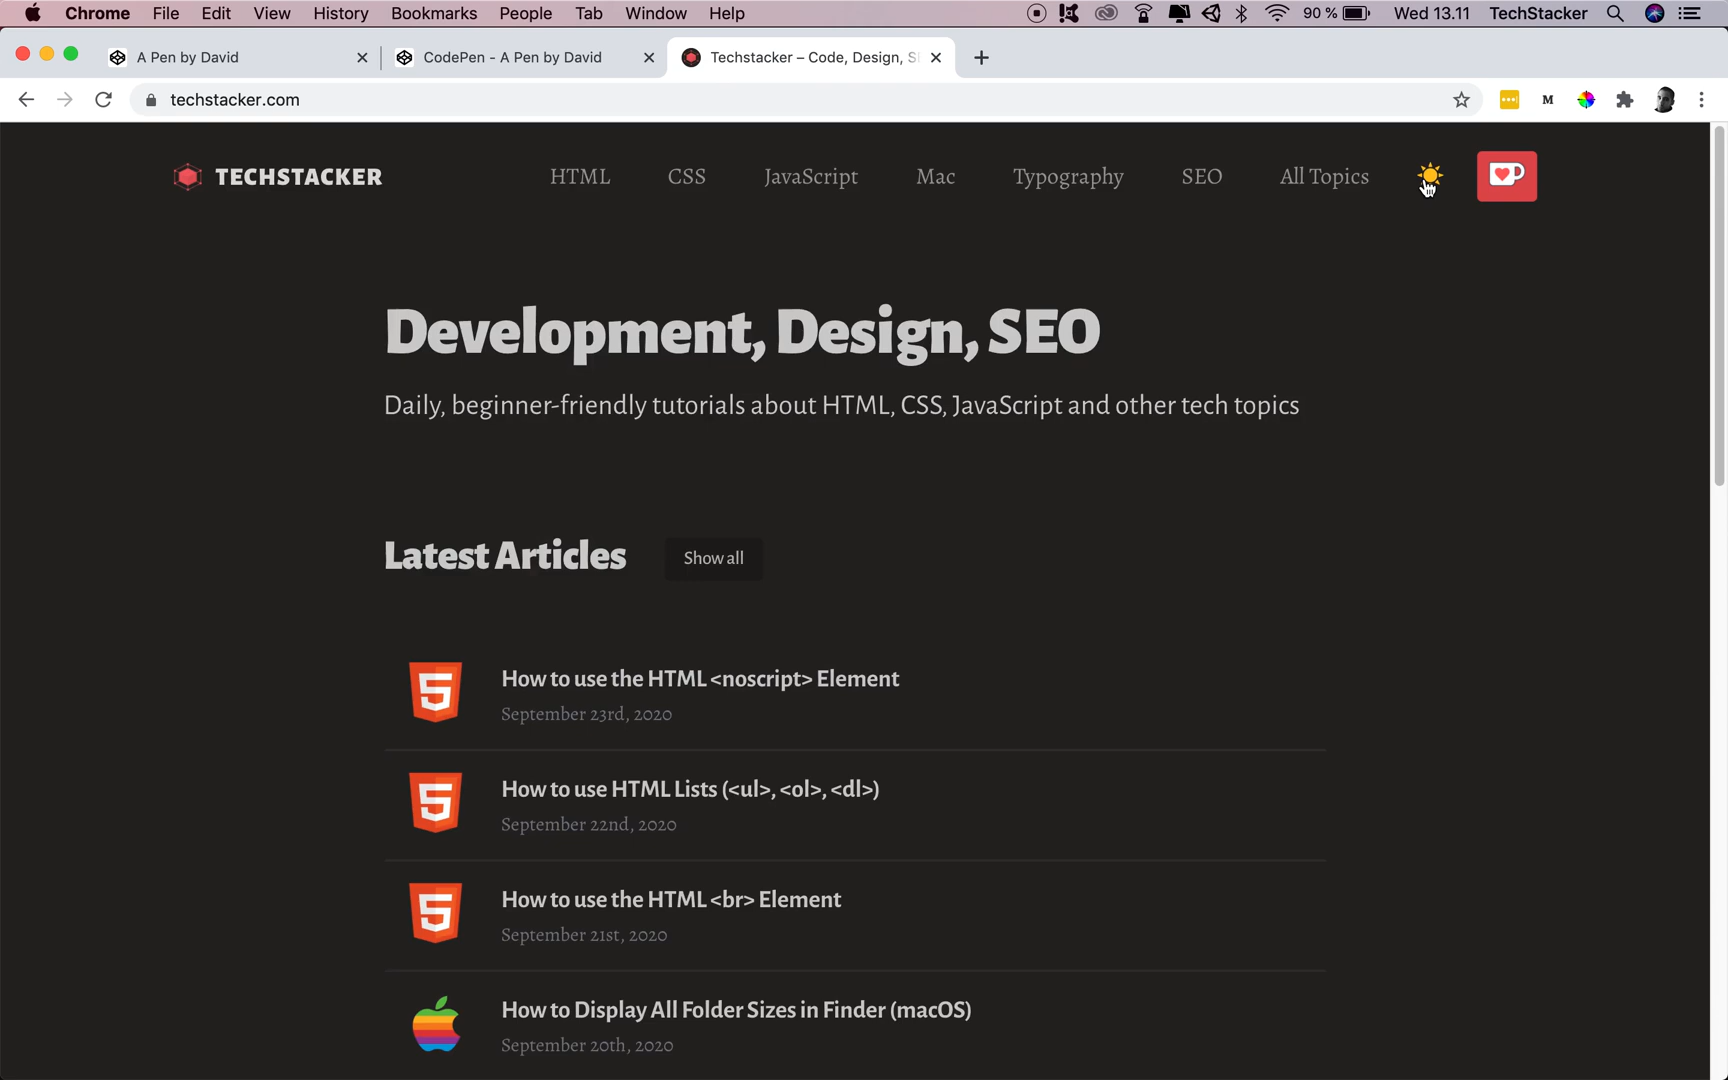 Chrome File Edit View History Bookmarks People Tab Window Help 90 % Wed 13.11 TechStacker
A Pen by David CodePen - A Pen by David Techstacker – Code, Design, S
techstacker.com M
TECHSTACKER HTML CSS JavaScript Mac Typography SEO All Topics
Development, Design, SEO
Daily, beginner-friendly tutorials about HTML, CSS, JavaScript and other tech topics
Latest Articles Show all
How to use the HTML <noscript> Element
September 23rd, 2020
How to use HTML Lists (<ul>, <ol>, <dl>)
September 22nd, 2020
How to use the HTML <br> Element
September 21st, 2020
How to Display All Folder Sizes in Finder (macOS)
September 20th, 2020